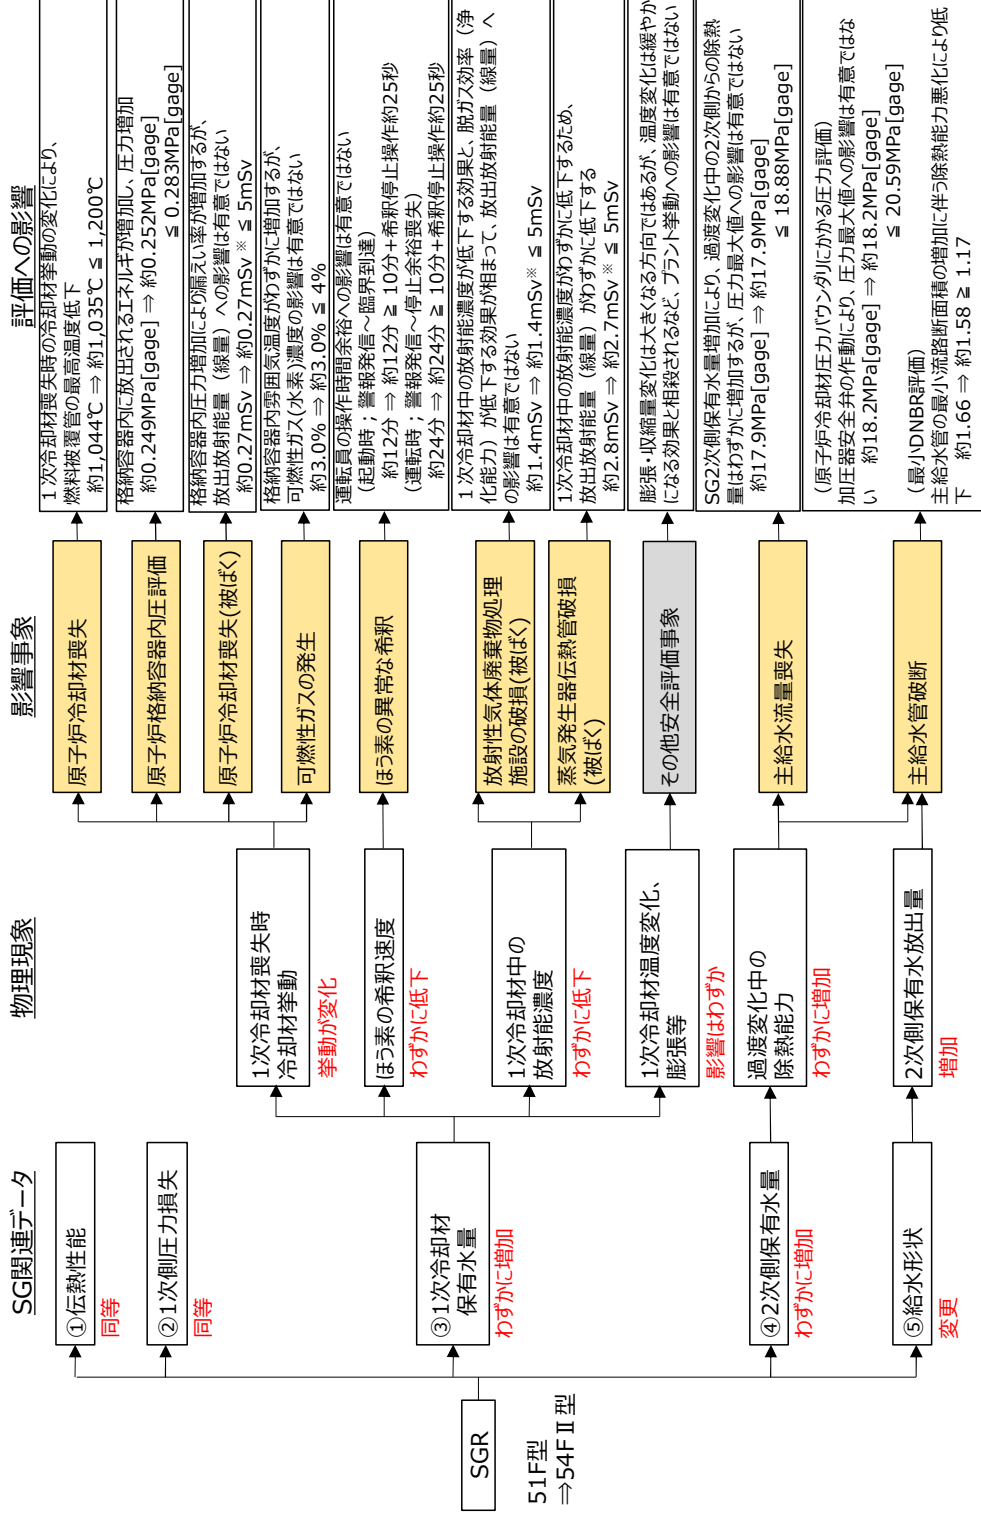 SG関連データ
物理現象
影響事象
評価への影響
SGR
51F型
⇒54FⅡ型
①伝熱性能
同等
②1次側圧力損失
同等
③1次冷却材
保有水量
わずかに増加
④2次側保有水量
わずかに増加
⑤給水形状
変更
1次冷却材喪失時
冷却材挙動
挙動が変化
ほう素の希釈速度
わずかに低下
1次冷却材中の
放射能濃度
わずかに低下
1次冷却材温度変化、
膨張等
影響はわずか
過渡変化中の
除熱能力
わずかに増加
2次側保有水放出量
増加
原子炉冷却材喪失
原子炉格納容器内圧評価
原子炉冷却材喪失(被ばく)
可燃性ガスの発生
ほう素の異常な希釈
放射性気体廃棄物処理
施設の破損(被ばく)
蒸気発生器伝熱管破損
(被ばく)
その他安全評価事象
主給水流量喪失
主給水管破断
1次冷却材喪失時の冷却材挙動の変化により、
燃料被覆管の最高温度低下
約1,044℃ ⇒ 約1,035℃ ≦ 1,200℃
格納容器内に放出されるエネルギが増加し、圧力増加
約0.249MPa[gage] ⇒ 約0.252MPa[gage]
≦ 0.283MPa[gage]
格納容器内圧力増加により漏えい率が増加するが、
放出放射能量（線量）への影響は有意ではない
約0.27mSv ⇒ 約0.27mSv※ ≦ 5mSv
格納容器内雰囲気温度がわずかに増加するが、
可燃性ガス(水素)濃度の影響は有意ではない
約3.0% ⇒ 約3.0% ≦ 4%
運転員の操作時間余裕への影響は有意ではない
（起動時；警報発信～臨界到達）
約12分 ⇒ 約12分 ≧ 10分+希釈停止操作約25秒
（運転時；警報発信～停止余裕喪失）
約24分 ⇒ 約24分 ≧ 10分+希釈停止操作約25秒
1次冷却材中の放射能濃度が低下する効果と、脱ガス効率（浄
化能力）が低下する効果が相まって、放出放射能量（線量）へ
の影響は有意ではない
約1.4mSv ⇒ 約1.4mSv※ ≦ 5mSv
1次冷却材中の放射能濃度がわずかに低下するため、
放出放射能量（線量）がわずかに低下する
約2.8mSv ⇒ 約2.7mSv※ ≦ 5mSv
膨張・収縮量変化は大きくなる方向ではあるが、温度変化は緩やか
になる効果と相殺されるなど、プラント挙動への影響は有意ではない
SG2次側保有水量増加により、過渡変化中の2次側からの除熱
量はわずかに増加するが、圧力最大値への影響は有意ではない
約17.9MPa[gage] ⇒ 約17.9MPa[gage]
≦ 18.88MPa[gage]
（原子炉冷却材圧力バウンダリにかかる圧力評価）
加圧器安全弁の作動により、圧力最大値への影響は有意ではな
い
約18.2MPa[gage] ⇒ 約18.2MPa[gage]
≦ 20.59MPa[gage]
（最小DNBR評価）
主給水管の最小流路断面積の増加に伴う除熱能力悪化により低
下
約1.66 ⇒ 約1.58 ≧ 1.17